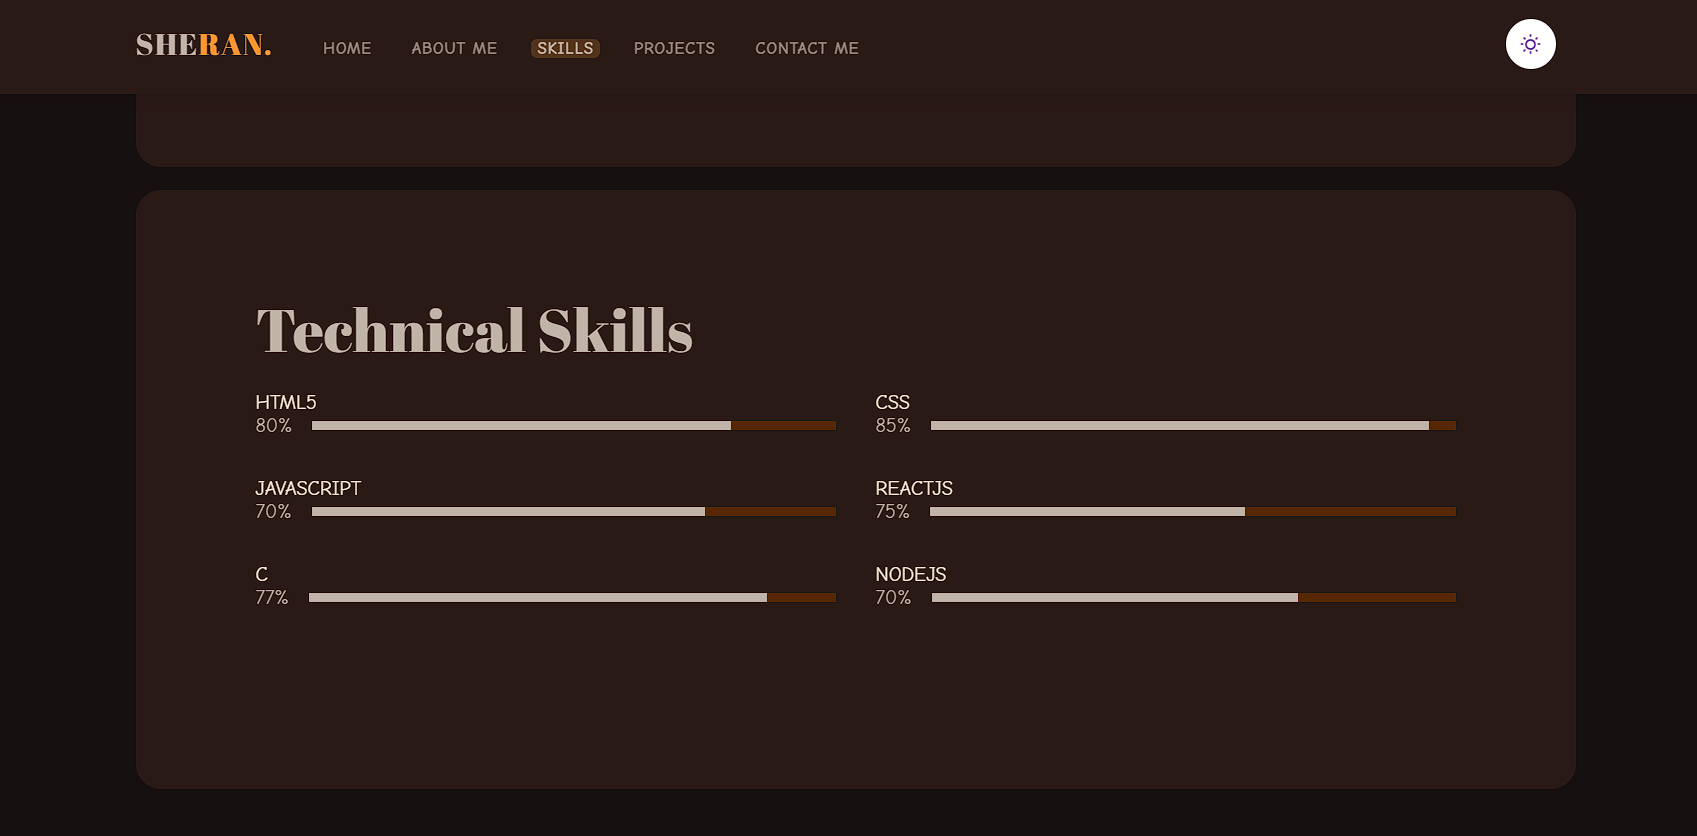 SHERAN.
HOME ABOUT ME SKILLS PROJECTS CONTACT ME
Technical Skills
HTML5
80%
CSS
85%
JAVASCRIPT
70%
REACTJS
75%
C
77%
NODEJS
70%